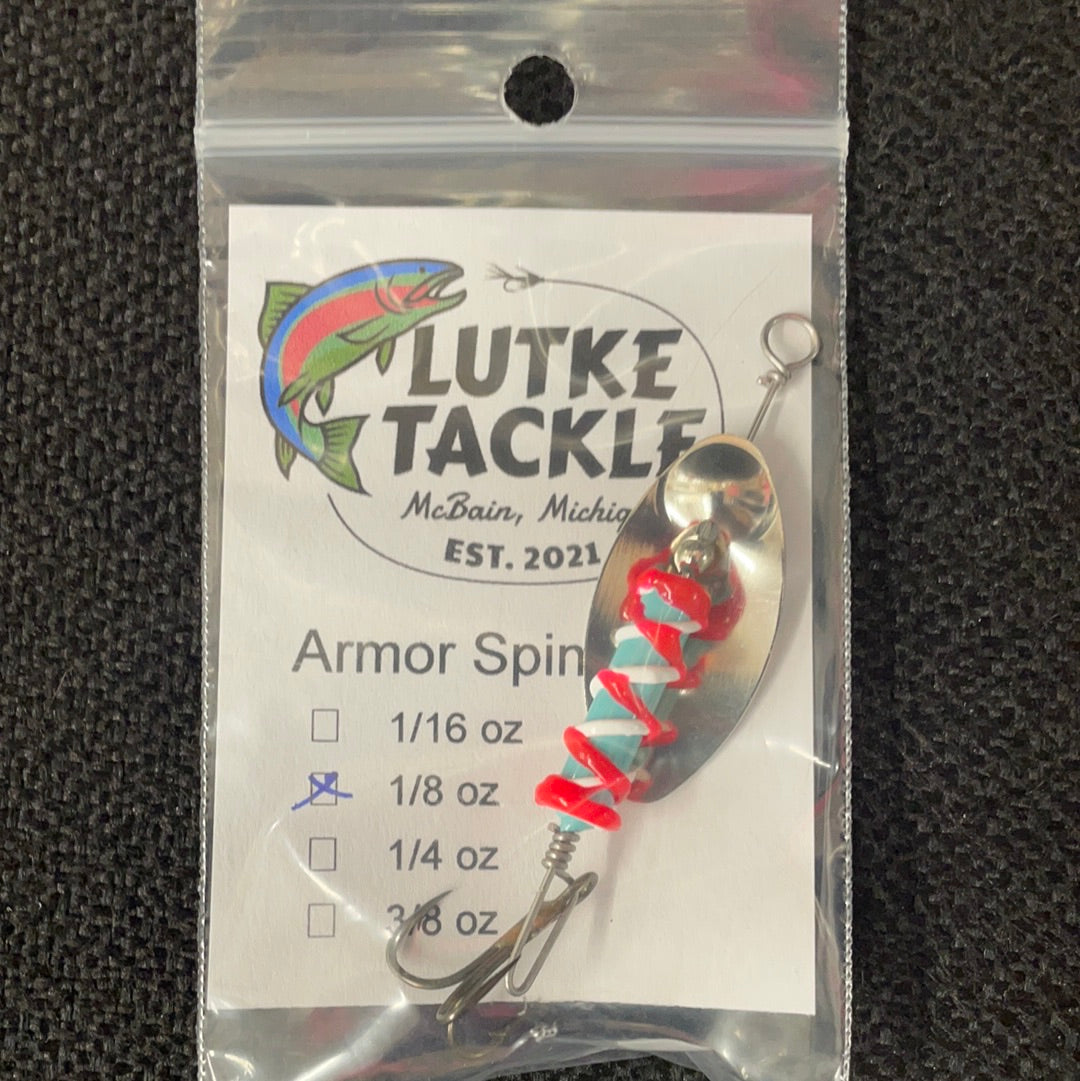 LUTKE
TACKLE
McBain, Michig
EST. 2021
Armor Spin
1/16 oz
1/8 oz
1/4 oz
3/8 oz